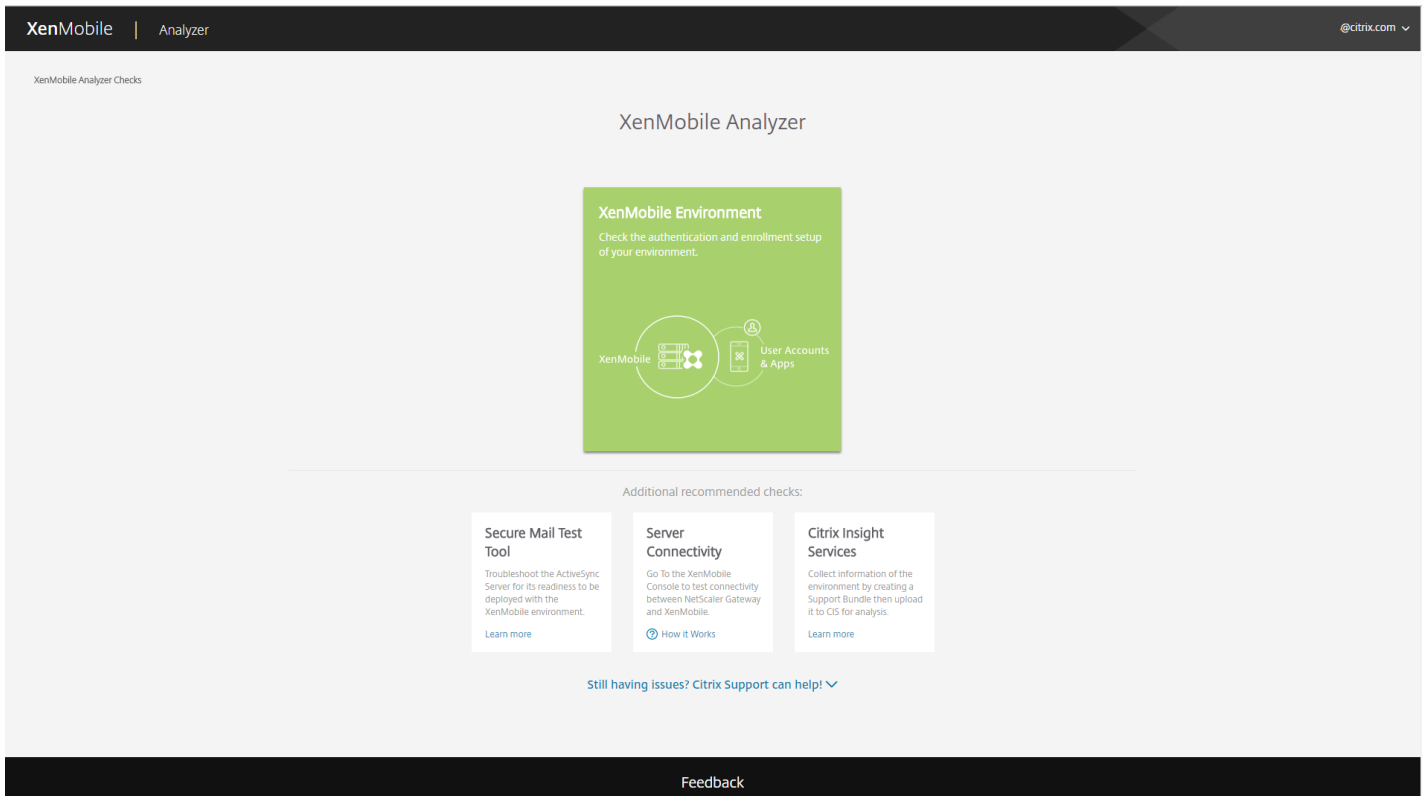 XenMobile | Analyzer
@citrix.com
XenMobile Analyzer Checks
XenMobile Analyzer
XenMobile Environment
Check the authentication and enrollment setup
of your environment.
XenMobile
User Accounts
& Apps
Additional recommended checks:
Secure Mail Test
Tool
Troubleshoot the ActiveSync
Server for its readiness to be
deployed with the
XenMobile environment.
Learn more
Server
Connectivity
Go To the XenMobile
Console to test connectivity
between NetScaler Gateway
and XenMobile.
? How it Works
Citrix Insight
Services
Collect information of the
environment by creating a
Support Bundle then upload
it to CIS for analysis.
Learn more
Still having issues? Citrix Support can help!
Feedback